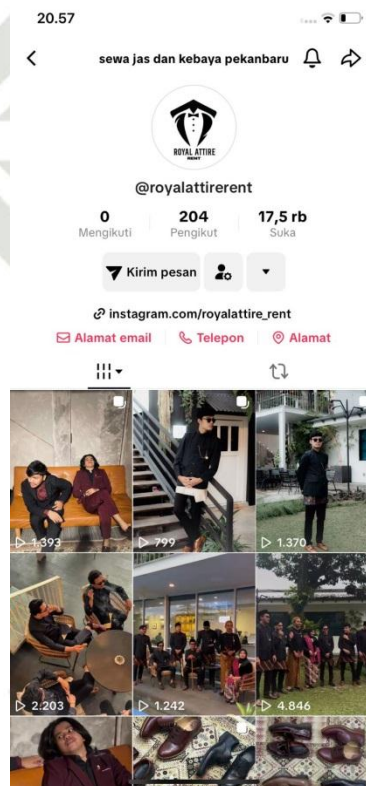 20.57
sewa jas dan kebaya pekanbaru
ROYAL ATTIRE
RENT
@royalattirerent
0 204 17,5 rb
Mengikuti Pengikut Suka
Kirim pesan
instagram.com/royalattire_rent
Alamat email Telepon Alamat
1.393 799 1.370
2.203 1.242 4.846